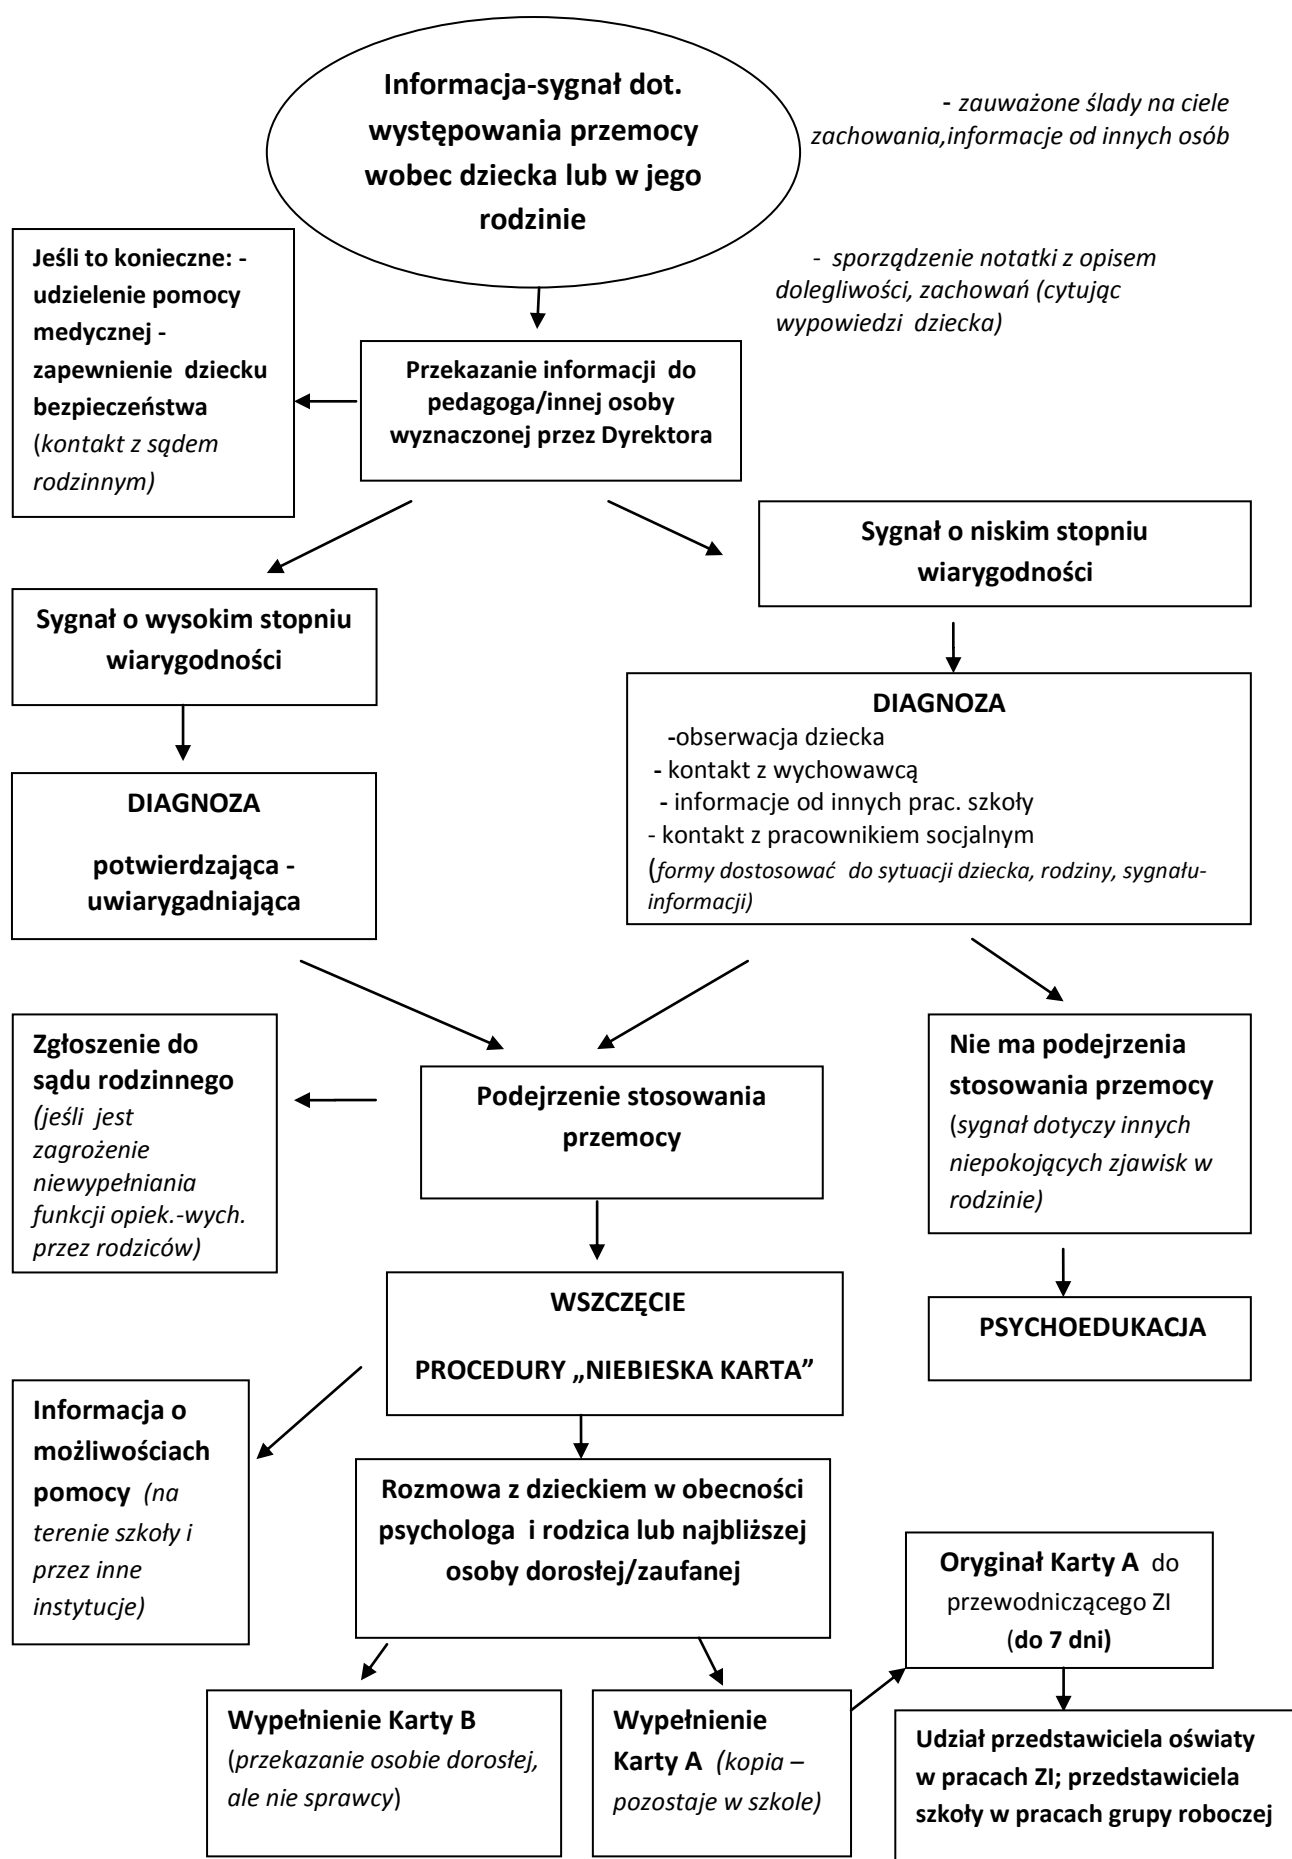 Informacja-sygnał dot.
występowania przemocy
wobec dziecka lub w jego
rodzinie
- zauważone ślady na ciele
zachowania,informacje od innych osób
- sporządzenie notatki z opisem
dolegliwości, zachowań (cytując
wypowiedzi dziecka)
Jeśli to konieczne: -
udzielenie pomocy
medycznej -
zapewnienie dziecku
bezpieczeństwa
(kontakt z sądem
rodzinnym)
Przekazanie informacji do
pedagoga/innej osoby
wyznaczonej przez Dyrektora
Sygnał o niskim stopniu
wiarygodności
Sygnał o wysokim stopniu
wiarygodności
DIAGNOZA
-obserwacja dziecka
- kontakt z wychowawcą
- informacje od innych prac. szkoły
- kontakt z pracownikiem socjalnym
(formy dostosować do sytuacji dziecka, rodziny, sygnału-
informacji)
DIAGNOZA
potwierdzająca -
uwiarygadniająca
Zgłoszenie do
sądu rodzinnego
(jeśli jest
zagrożenie
niewypełniania
funkcji opiek.-wych.
przez rodziców)
Podejrzenie stosowania
przemocy
Nie ma podejrzenia
stosowania przemocy
(sygnał dotyczy innych
niepokojących zjawisk w
rodzinie)
WSZCZĘCIE
PROCEDURY „NIEBIESKA KARTA”
PSYCHOEDUKACJA
Informacja o
możliwościach
pomocy (na
terenie szkoły i
przez inne
instytucje)
Rozmowa z dzieckiem w obecności
psychologa i rodzica lub najbliższej
osoby dorosłej/zaufanej
Oryginał Karty A do
przewodniczącego ZI
(do 7 dni)
Wypełnienie Karty B
(przekazanie osobie dorosłej,
ale nie sprawcy)
Wypełnienie
Karty A (kopia –
pozostaje w szkole)
Udział przedstawiciela oświaty
w pracach ZI; przedstawiciela
szkoły w pracach grupy roboczej